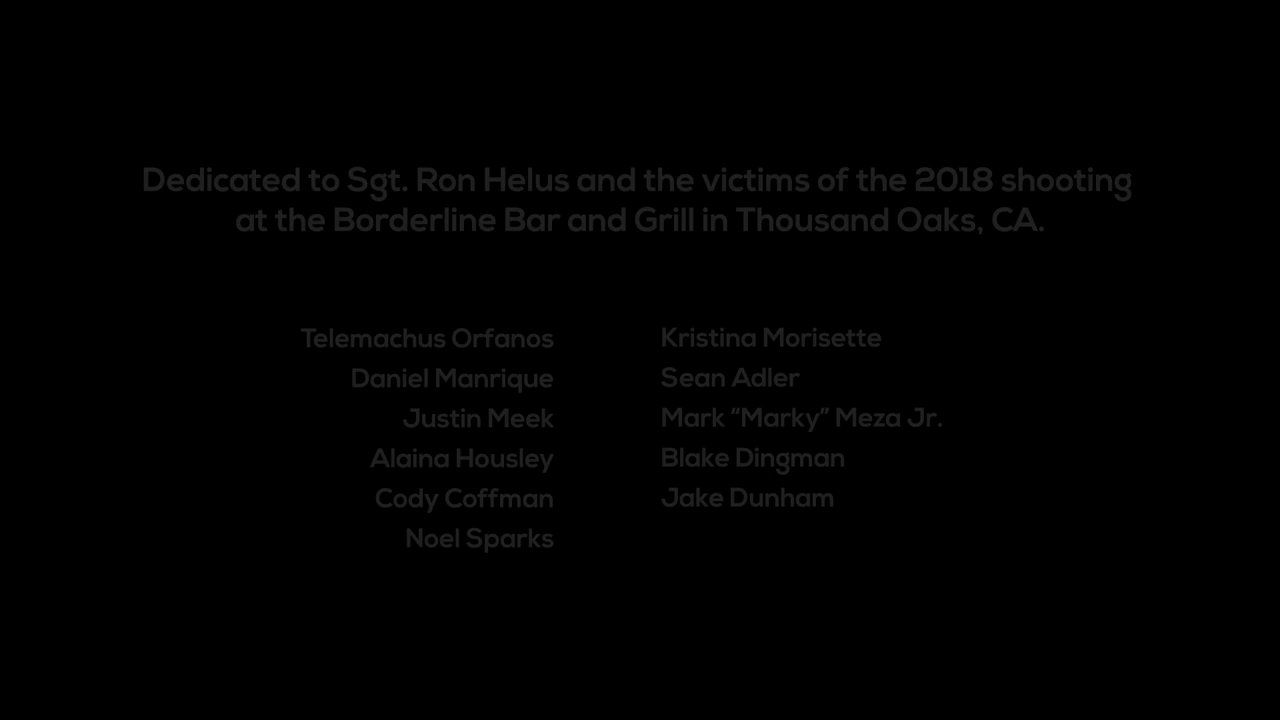 Dedicated to Sgt. Ron Helus and the victims of the 2018 shooting
at the Borderline Bar and Grill in Thousand Oaks, CA.
Telemachus Orfanos
Daniel Manrique
Justin Meek
Alaina Housley
Cody Coffman
Noel Sparks
Kristina Morisette
Sean Adler
Mark “Marky” Meza Jr.
Blake Dingman
Jake Dunham